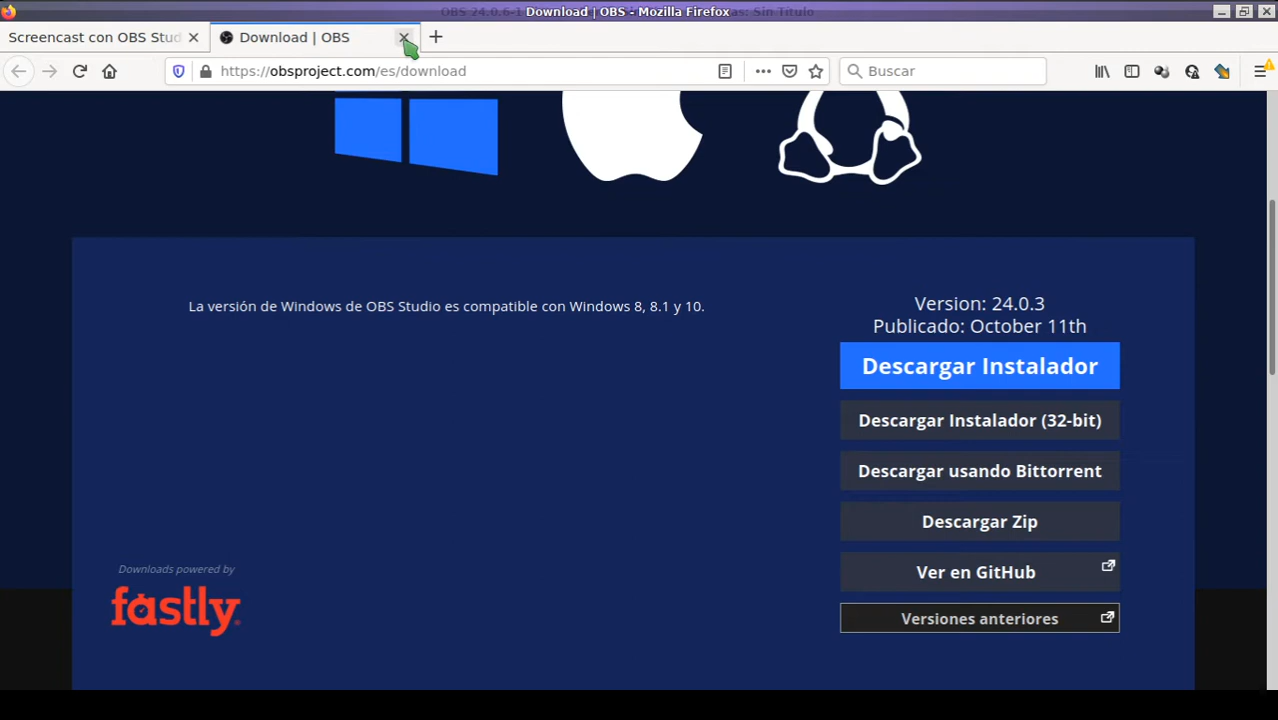 Download | OBS - Mozilla Firefox
Screencast con OBS Stud
Download | OBS
https://obsproject.com/es/download
Buscar
La versión de Windows de OBS Studio es compatible con Windows 8, 8.1 y 10.
Version: 24.0.3
Publicado: October 11th
Descargar Instalador
Descargar Instalador (32-bit)
Descargar usando Bittorrent
Descargar Zip
Ver en GitHub
Versiones anteriores
Downloads powered by
fastly